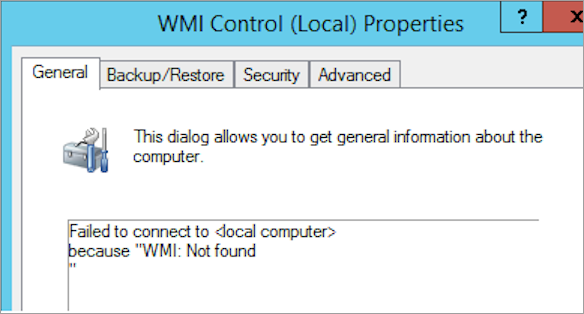 WMI Control (Local) Properties
?
x
General
Backup/Restore
Security
Advanced
This dialog allows you to get general information about the
computer.
Failed to connect to <local computer>
because "WMI: Not found
"